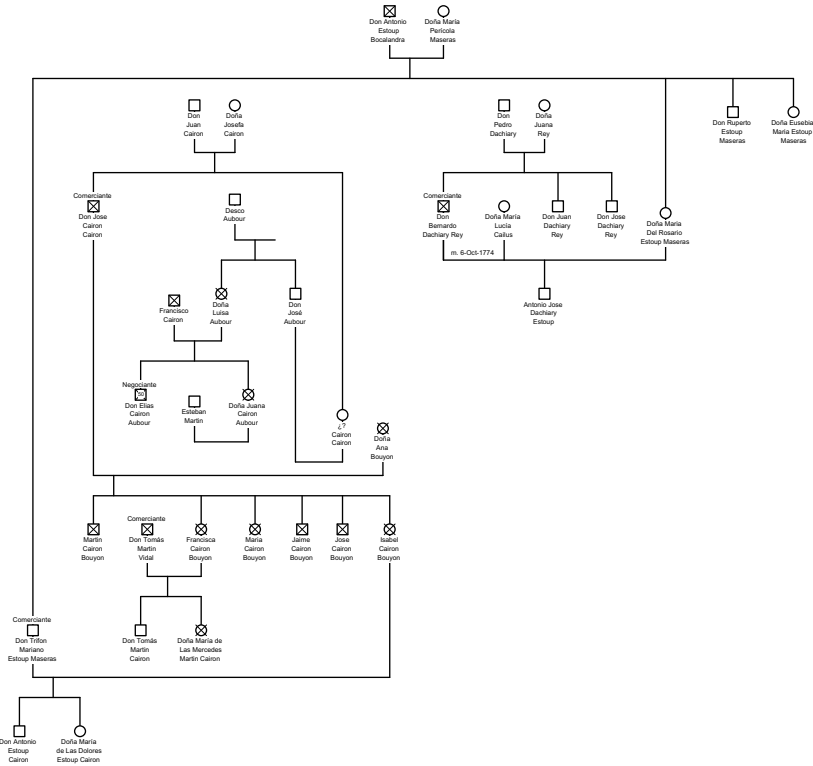 Don Antonio
Estoup
Bocalandra
Doña María
Perícola
Maseras
Don
Juan
Cairon
Doña
Josefa
Cairon
Don
Pedro
Dachiary
Doña
Juana
Rey
Don Ruperto
Estoup
Maseras
Doña Eusebia
Maria Estoup
Maseras
Comerciante
Don Jose
Cairon
Cairon
Desco
Aubour
Comerciante
Don
Bernardo
Dachiary Rey
Doña María
Lucía
Cailus
Don Juan
Dachiary
Rey
Don Jose
Dachiary
Rey
Doña Maria
Del Rosario
Estoup Maseras
m. 6-Oct-1774
Francisco
Cairon
Doña
Luisa
Aubour
Don
José
Aubour
Antonio Jose
Dachiary
Estoup
Negociante
50
Don Elias
Cairon
Aubour
Esteban
Martin
Doña Juana
Cairon
Aubour
¿?
Cairon
Cairon
Doña
Ana
Bouyon
Martin
Cairon
Bouyon
Comerciante
Don Tomás
Martin
Vidal
Francisca
Cairon
Bouyon
Maria
Cairon
Bouyon
Jaime
Cairon
Bouyon
Jose
Cairon
Bouyon
Isabel
Cairon
Bouyon
Comerciante
Don Trifon
Mariano
Estoup Maseras
Don Tomás
Martin
Cairon
Doña María de
Las Mercedes
Martin Cairon
Don Antonio
Estoup
Cairon
Doña María
de Las Dolores
Estoup Cairon